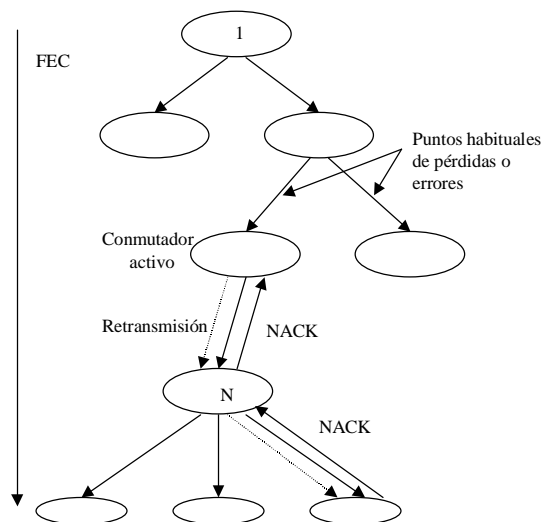 1
FEC
Puntos habituales
de pérdidas o
errores
Conmutador
activo
Retransmisión
NACK
N
NACK